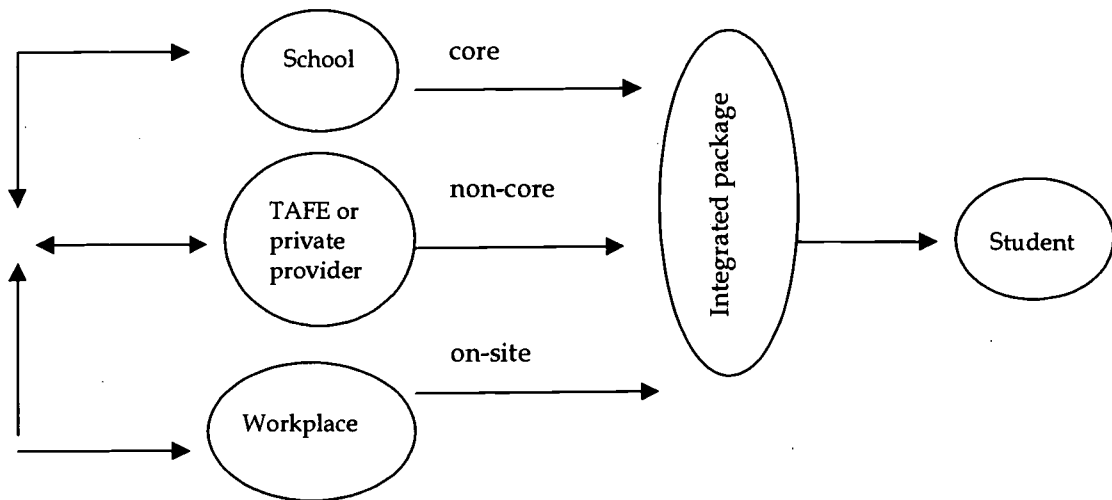 School
core
TAFE or
private
provider
non-core
Workplace
on-site
Integrated package
Student